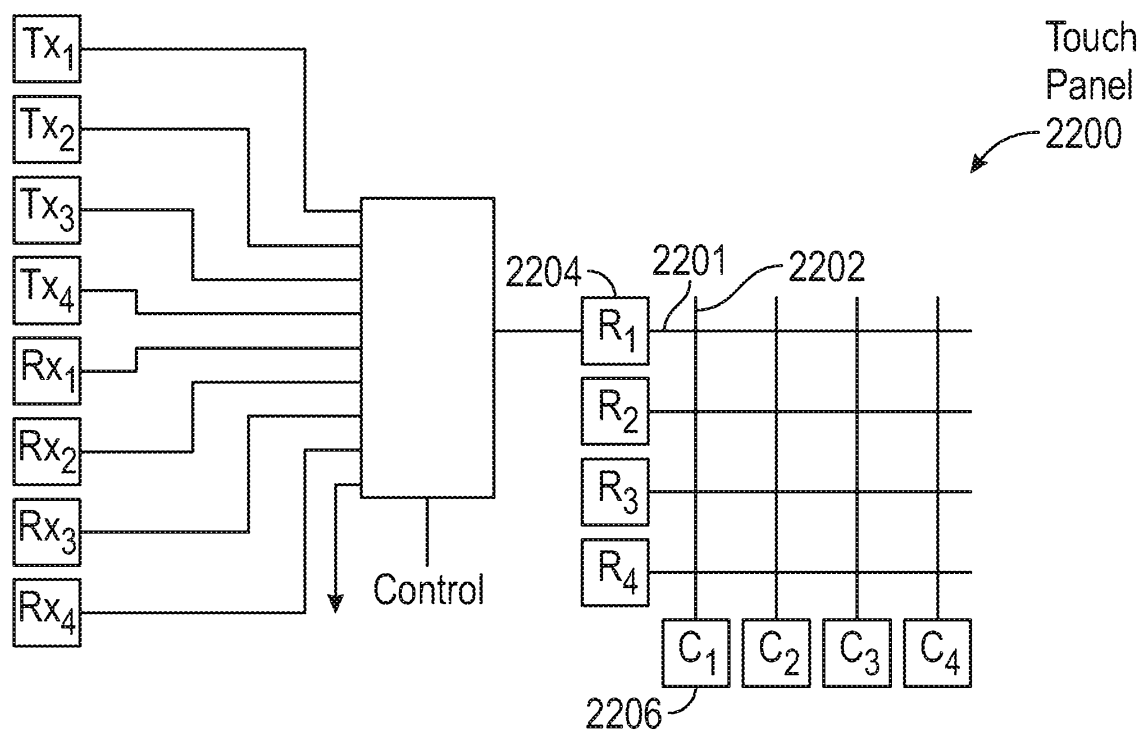 Tx1
Tx2
Tx3
Tx4
Rx1
Rx2
Rx3
Rx4
Control
Touch
Panel
2200
2204
2201
2202
R1
R2
R3
R4
C1 C2 C3 C4
2206